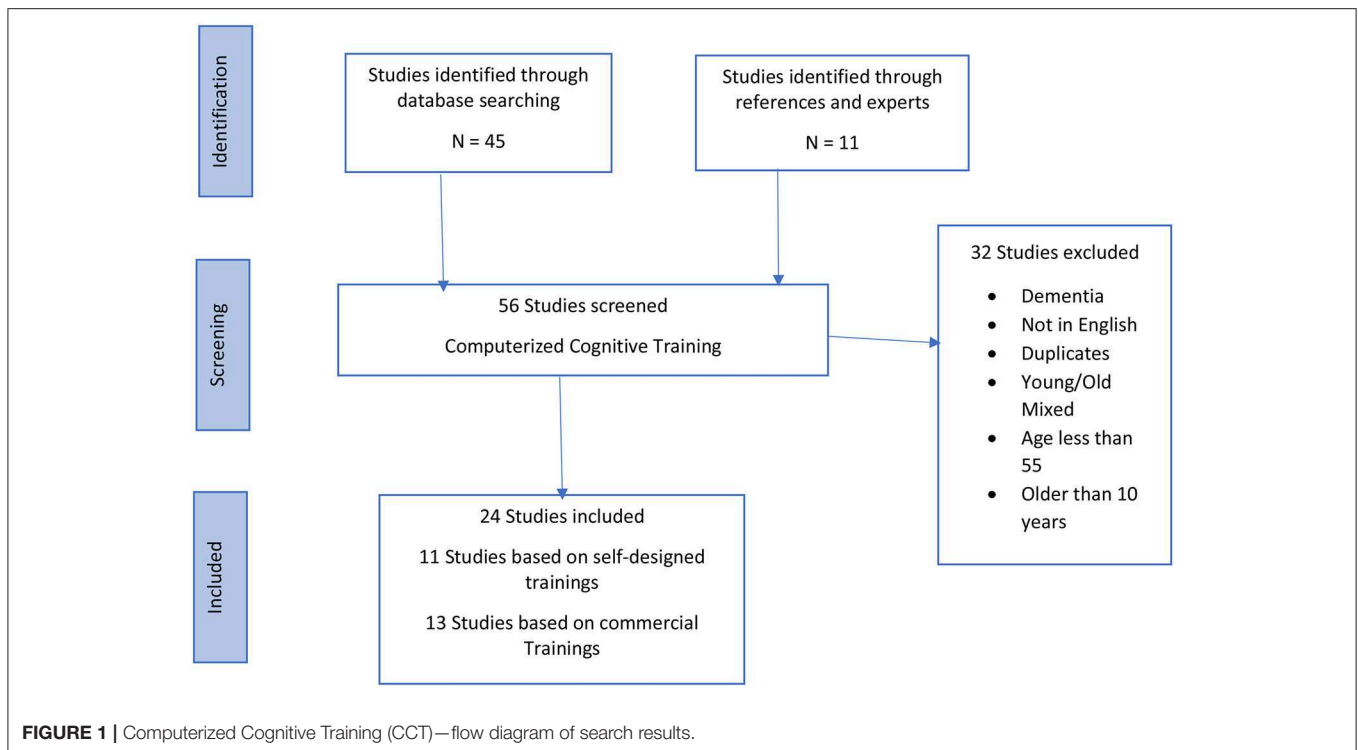 Identification
Studies identified through
database searching
N = 45
Studies identified through
references and experts
N = 11
Screening
56 Studies screened
Computerized Cognitive Training
32 Studies excluded
• Dementia
• Not in English
• Duplicates
• Young/Old
Mixed
• Age less than
55
• Older than 10
years
Included
24 Studies included
11 Studies based on self-designed
trainings
13 Studies based on commercial
Trainings
FIGURE 1 | Computerized Cognitive Training (CCT)—flow diagram of search results.